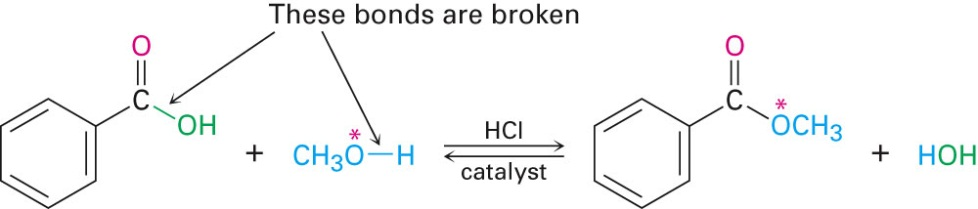 These bonds are broken
O
C
OH
+
CH₃O*—H
HCl
catalyst
O
C
*
OCH₃
+
HOH